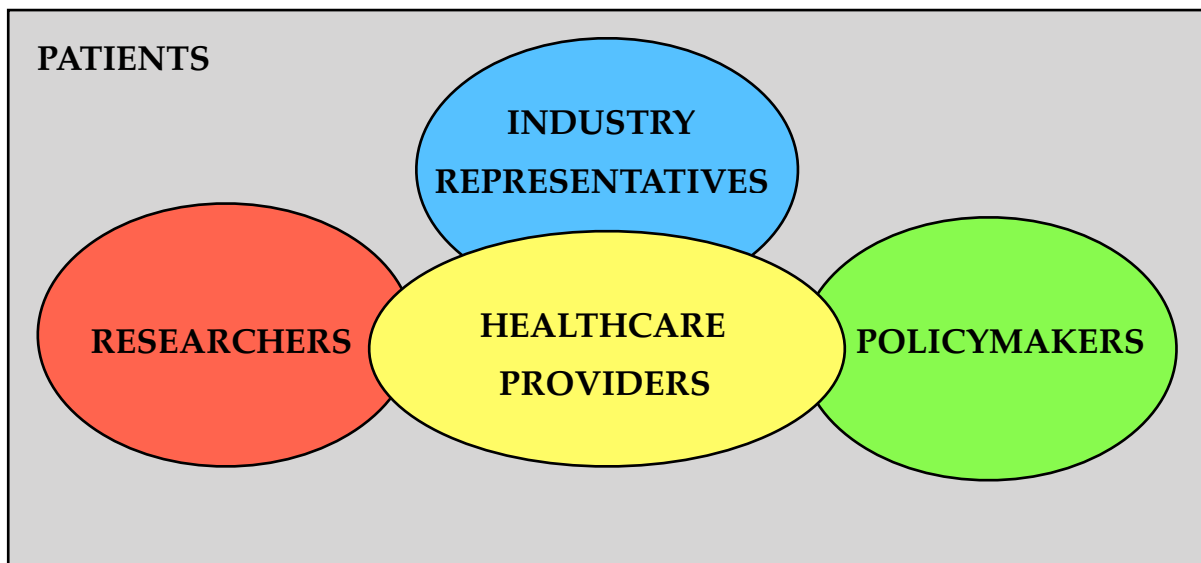 PATIENTS
INDUSTRY
REPRESENTATIVES
RESEARCHERS
HEALTHCARE
PROVIDERS
POLICYMAKERS